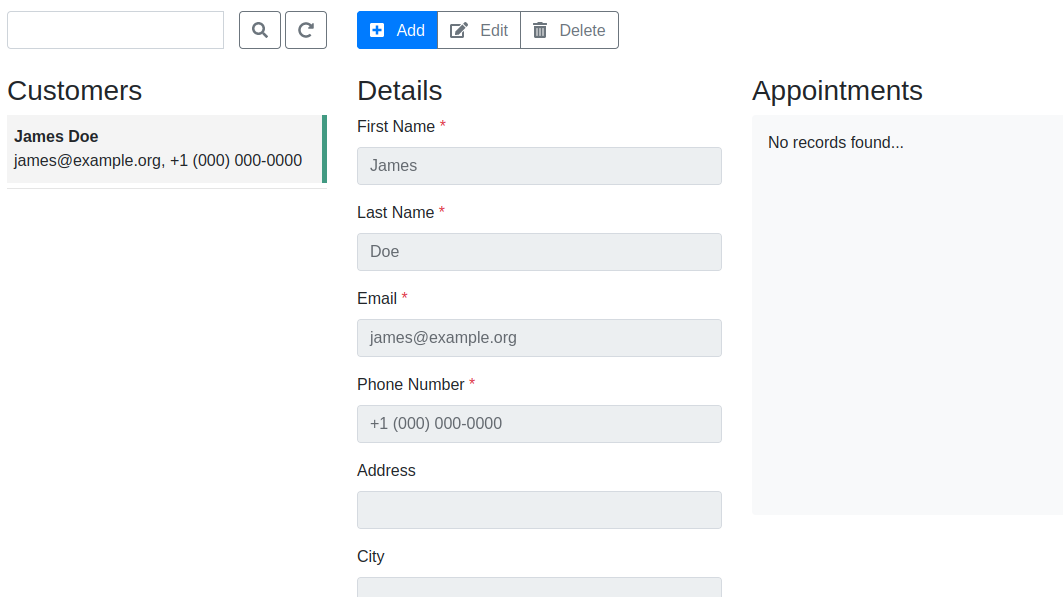 Add Edit Delete
Customers
James Doe
james@example.org, +1 (000) 000-0000
Details
First Name *
James
Last Name *
Doe
Email *
james@example.org
Phone Number *
+1 (000) 000-0000
Address
City
Appointments
No records found...